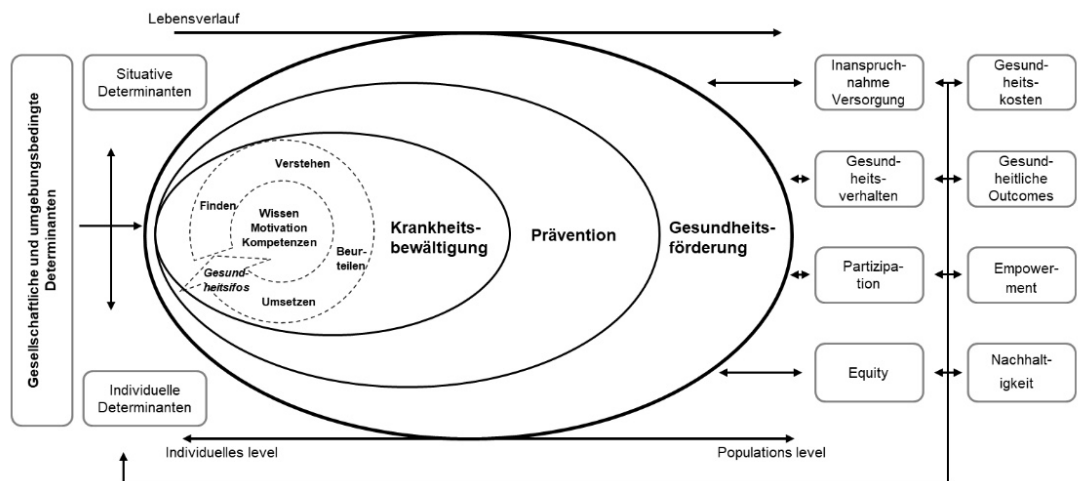 Lebensverlauf
Gesellschaftliche und umgebungsbedingte
Determinanten
Situative
Determinanten
Individuelle
Determinanten
Verstehen
Finden
Wissen
Motivation
Kompetenzen
Beur-
teilen
Gesund-
heitsifos
Umsetzen
Krankheits-
bewältigung
Prävention
Gesundheits-
förderung
Inanspruch-
nahme
Versorgung
Gesund-
heits-
kosten
Gesund-
heits-
verhalten
Gesund-
heitliche
Outcomes
Partizipa-
tion
Empower-
ment
Equity
Nachhalt-
igkeit
Individuelles level
Populations level